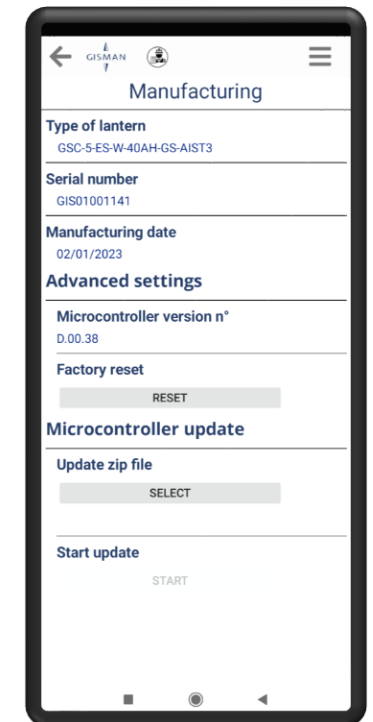 GISMAN
Manufacturing
Type of lantern
GSC-5-ES-W-40AH-GS-AIST3
Serial number
GIS01001141
Manufacturing date
02/01/2023
Advanced settings
Microcontroller version n°
D.00.38
Factory reset
RESET
Microcontroller update
Update zip file
SELECT
Start update
START